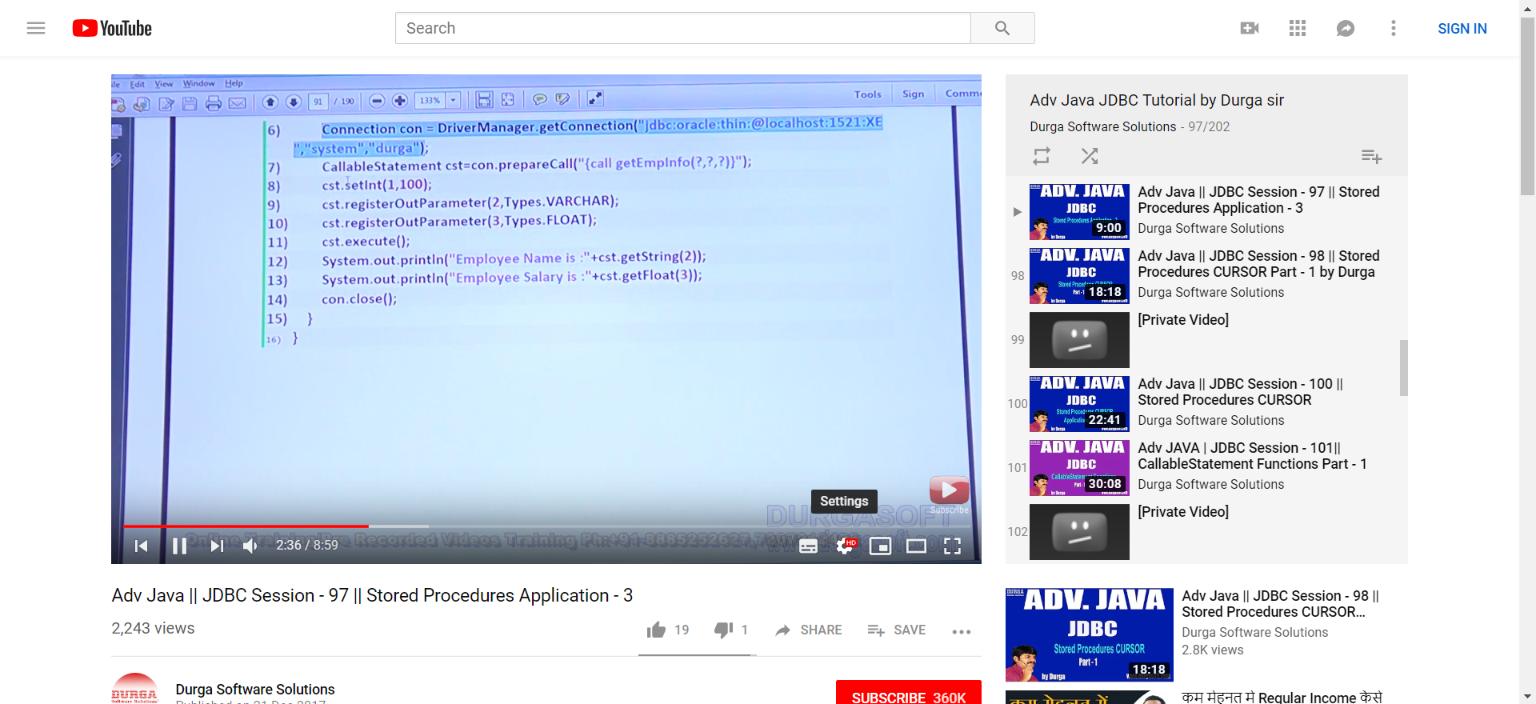 YouTube
Search
SIGN IN
Edit View Window Help
91 / 190
133%
Tools Sign
6) Connection con = DriverManager.getConnection("jdbc:oracle:thin:@localhost:1521:XE
","system","durga");
7) CallableStatement cst=con.prepareCall("{call getEmpInfo(?,?,?)}");
8) cst.setInt(1,100);
9) cst.registerOutParameter(2,Types.VARCHAR);
10) cst.registerOutParameter(3,Types.FLOAT);
11) cst.execute();
12) System.out.println("Employee Name is :"+cst.getString(2));
13) System.out.println("Employee Salary is :"+cst.getFloat(3));
14) con.close();
15) }
16) }
Subscribe
Settings
DURGASOFT
2:36 / 8:59
HD
Adv Java || JDBC Session - 97 || Stored Procedures Application - 3
2,243 views
19
1
SHARE
SAVE
DURGA
Software Solutions
Durga Software Solutions
Published on 21 Dec 2017
SUBSCRIBE 360K
Adv Java JDBC Tutorial by Durga sir
Durga Software Solutions - 97/202
ADV. JAVA
JDBC
9:00
Adv Java || JDBC Session - 97 || Stored
Procedures Application - 3
Durga Software Solutions
98
ADV. JAVA
JDBC
18:18
Adv Java || JDBC Session - 98 || Stored
Procedures CURSOR Part - 1 by Durga
Durga Software Solutions
99
[Private Video]
100
ADV. JAVA
JDBC
22:41
Adv Java || JDBC Session - 100 ||
Stored Procedures CURSOR
Durga Software Solutions
101
ADV. JAVA
JDBC
30:08
Adv JAVA | JDBC Session - 101||
CallableStatement Functions Part - 1
Durga Software Solutions
102
[Private Video]
ADV. JAVA
JDBC
Stored Procedures CURSOR
Part-1
by Durga
18:18
Adv Java || JDBC Session - 98 ||
Stored Procedures CURSOR...
Durga Software Solutions
2.8K views
कम मेहनत मे Regular Income कैसे